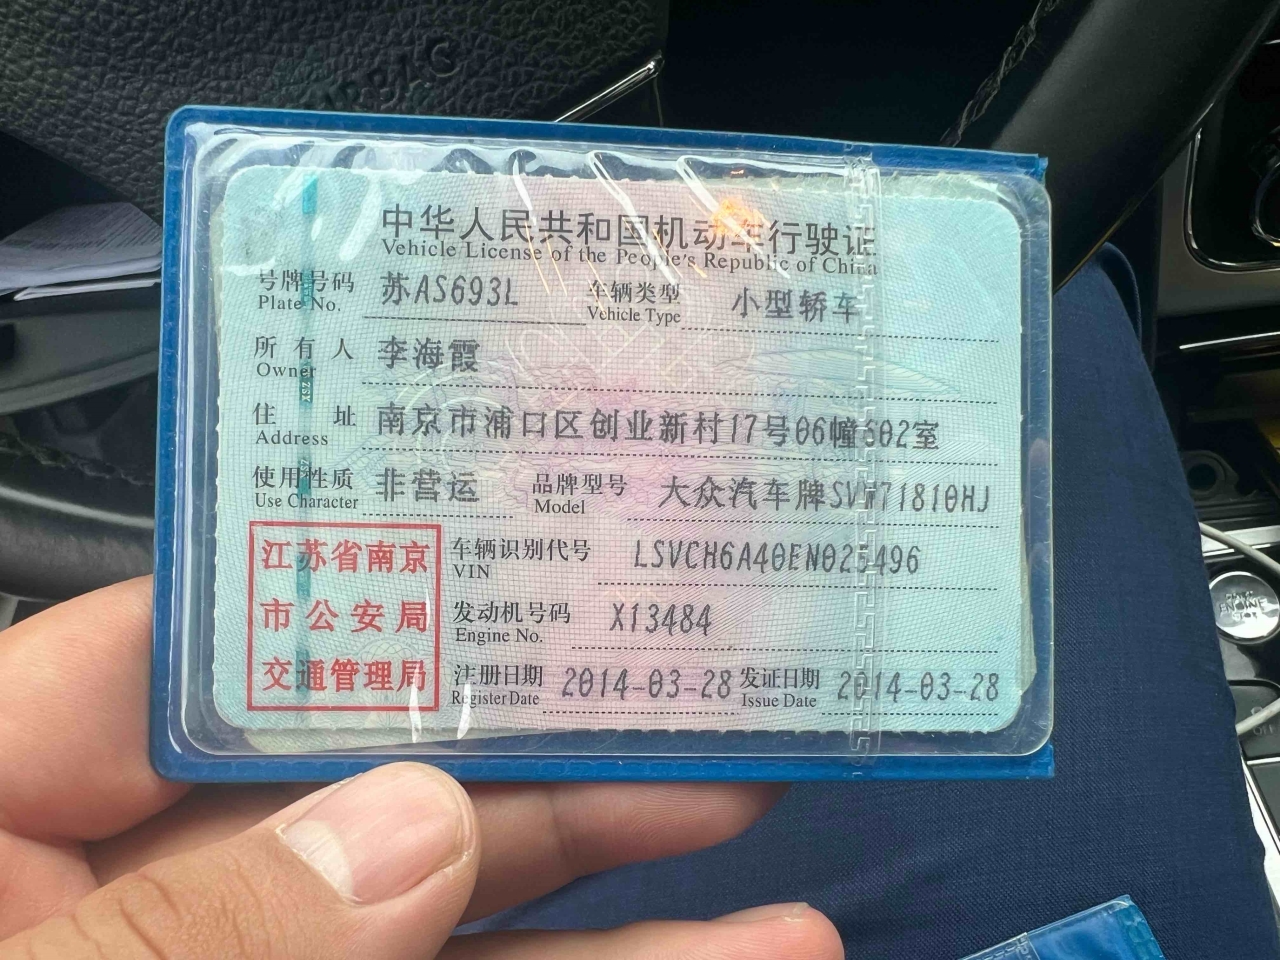 AIRBAG
中华人民共和国机动车行驶证
Vehicle License of the People's Republic of China
号牌号码 苏AS693L 车辆类型 小型轿车
Plate No. Vehicle Type
所有人 李海霞
Owner
住址 南京市浦口区创业新村17号06幢602室
Address
使用性质 非营运 品牌型号 大众汽车牌SVW71810HJ
Use Character Model
江苏省南京
市公安局
交通管理局
车辆识别代号 LSVCH6A40EN025496
VIN
发动机号码 X13484
Engine No.
注册日期 2014-03-28 发证日期 2014-03-28
Register Date Issue Date
ENGINE